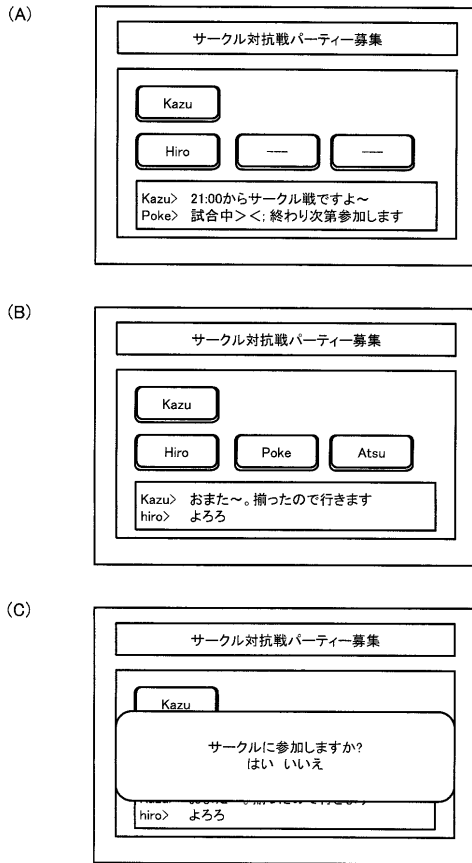 (A)
サークル対抗戦パーティー募集
Kazu
Hiro --- ---
Kazu> 21:00からサークル戦ですよ～
Poke> 試合中＞＜; 終わり次第参加します
(B)
サークル対抗戦パーティー募集
Kazu
Hiro Poke Atsu
Kazu> おまた～。揃ったので行きます
hiro> よろろ
(C)
サークル対抗戦パーティー募集
Kazu
サークルに参加しますか?
はい いいえ
hiro> よろろ